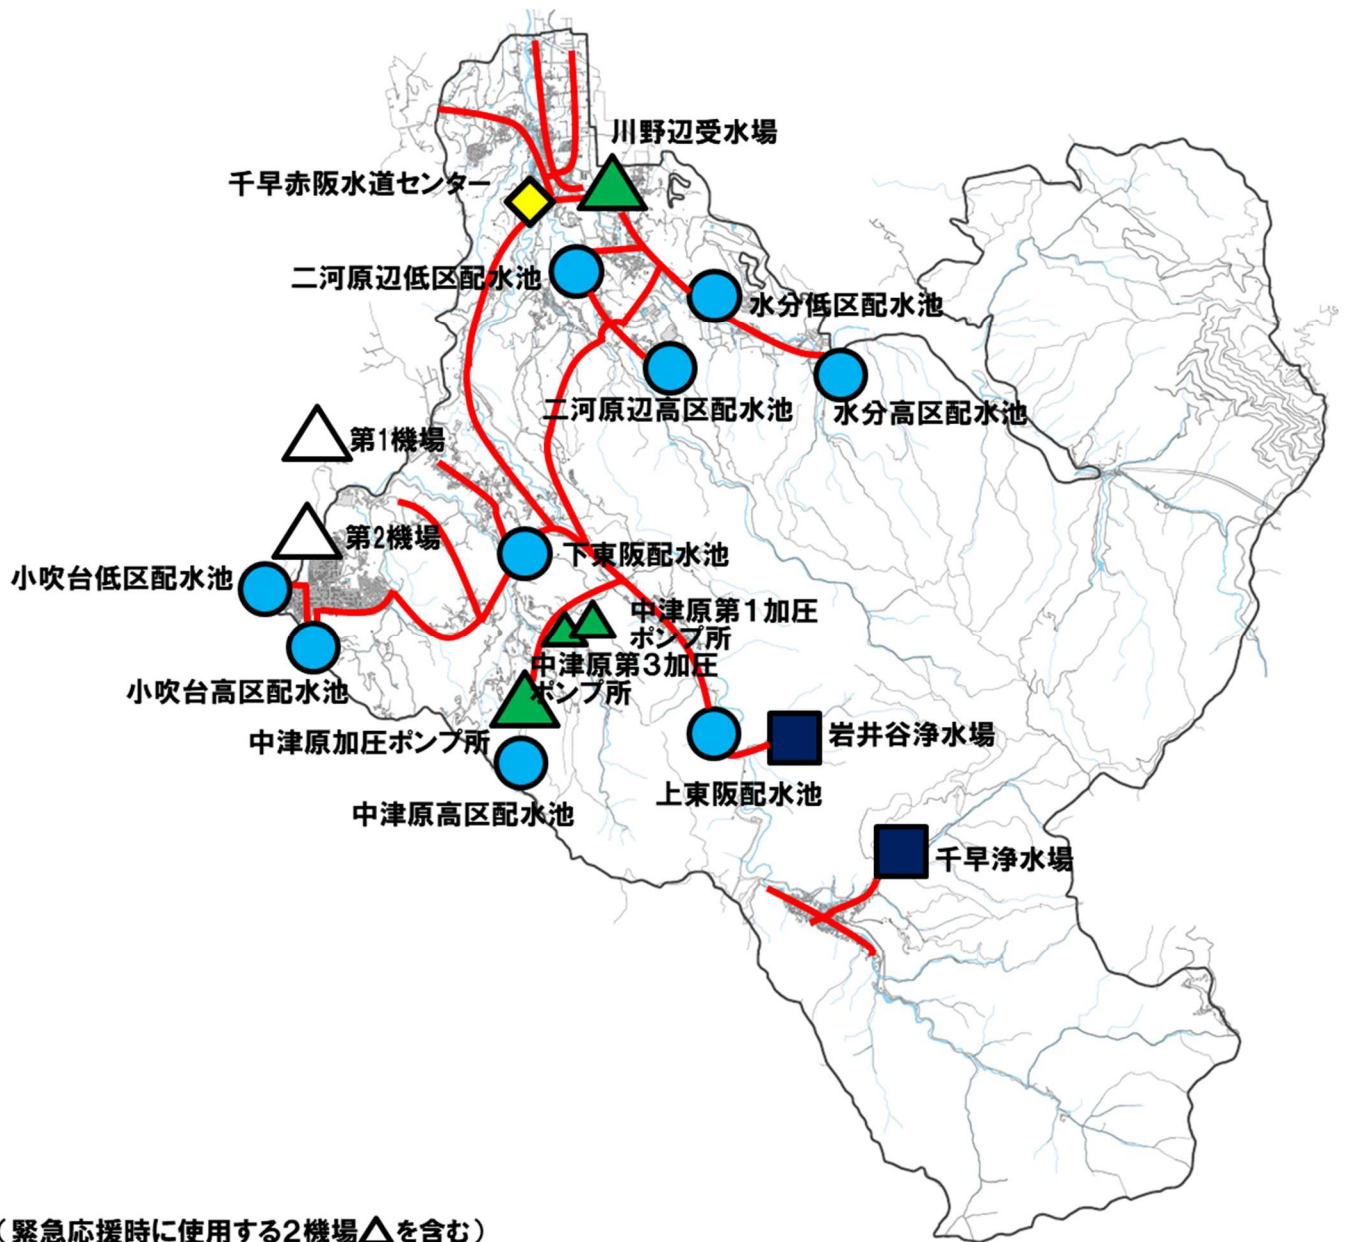 川野辺受水場
千早赤阪水道センター
二河原辺低区配水池
水分低区配水池
二河原辺高区配水池
水分高区配水池
第1機場
第2機場
下東阪配水池
小吹台低区配水池
中津原第1加圧
ポンプ所
中津原第3加圧
ポンプ所
小吹台高区配水池
中津原加圧ポンプ所
岩井谷浄水場
上東阪配水池
中津原高区配水池
千早浄水場
(緊急応援時に使用する2機場△を含む)